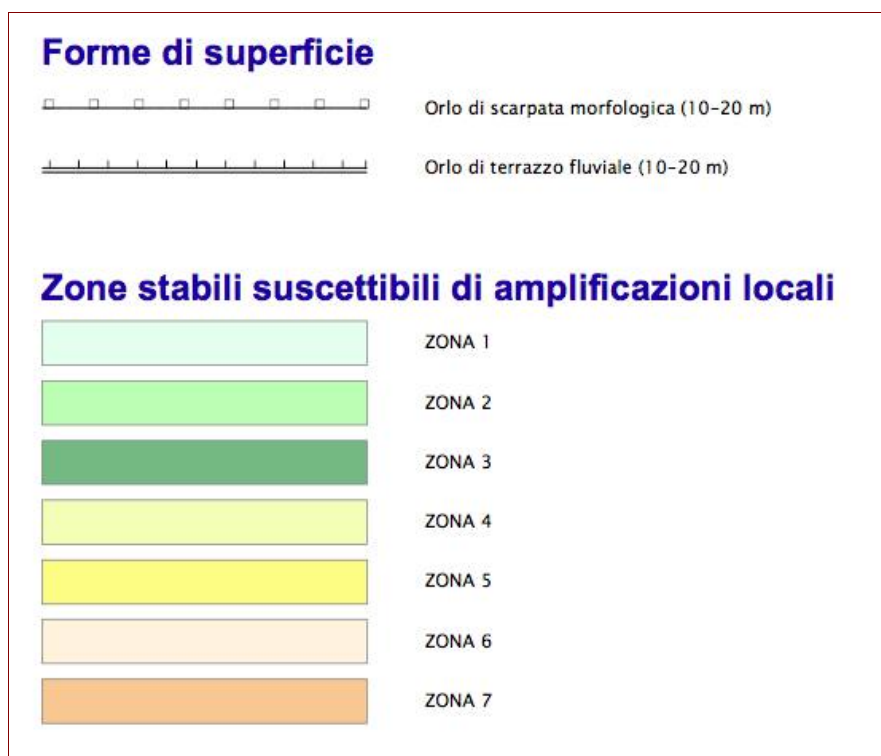 Forme di superficie
Orlo di scarpata morfologica (10-20 m)
Orlo di terrazzo fluviale (10-20 m)
Zone stabili suscettibili di amplificazioni locali
ZONA 1
ZONA 2
ZONA 3
ZONA 4
ZONA 5
ZONA 6
ZONA 7